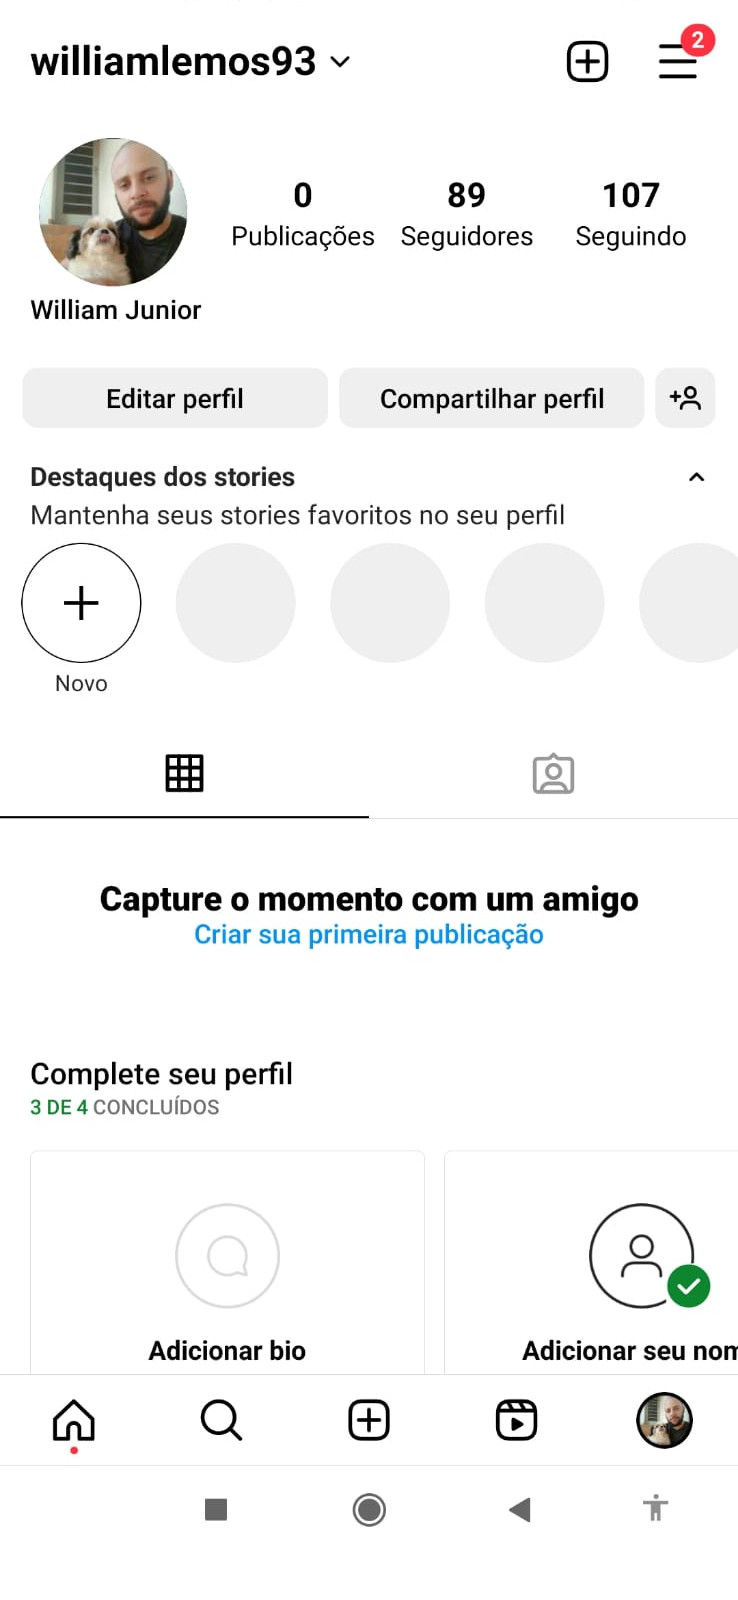 williamlemos93
2
0
89
107
Publicações
Seguidores
Seguindo
William Junior
Editar perfil
Compartilhar perfil
Destaques dos stories
Mantenha seus stories favoritos no seu perfil
Novo
Capture o momento com um amigo
Criar sua primeira publicação
Complete seu perfil
3 DE 4 CONCLUÍDOS
Adicionar bio
Adicionar seu nom